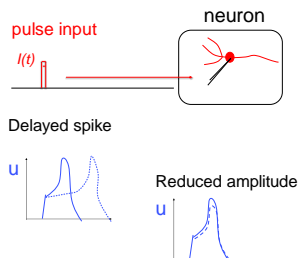 neuron
pulse input
I(t)
Delayed spike
u
Reduced amplitude
u